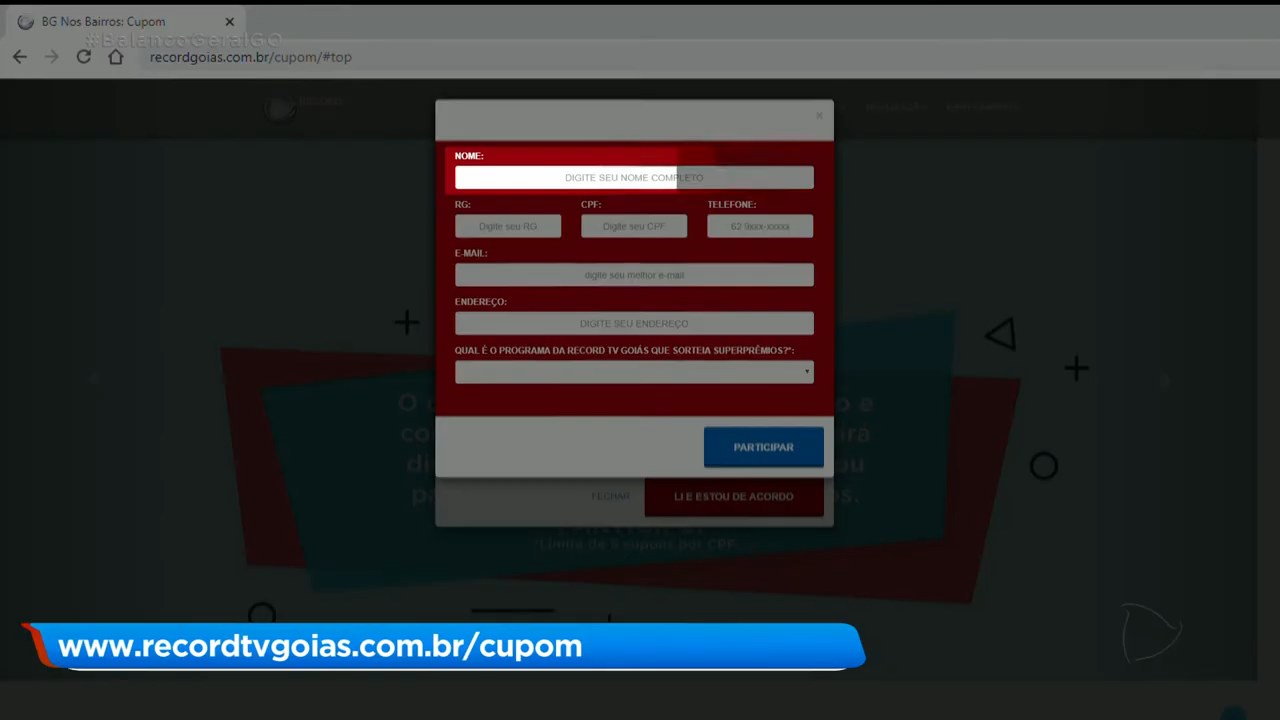 BG Nos Bairros: Cupom
#BalancoGeralGO
recordgoias.com.br/cupom/#top
NOME:
DIGITE SEU NOME COMPLETO
RG: CPF: TELEFONE:
Digite seu RG Digite seu CPF 62 9xxx-xxxxx
E-MAIL:
digite seu melhor e-mail
ENDEREÇO:
DIGITE SEU ENDEREÇO
QUAL É O PROGRAMA DA RECORD TV GOIÁS QUE SORTEIA SUPERPRÊMIOS?*:
PARTICIPAR
FECHAR LI E ESTOU DE ACORDO
*Limite de 5 cupons por CPF
www.recordtvgoias.com.br/cupom